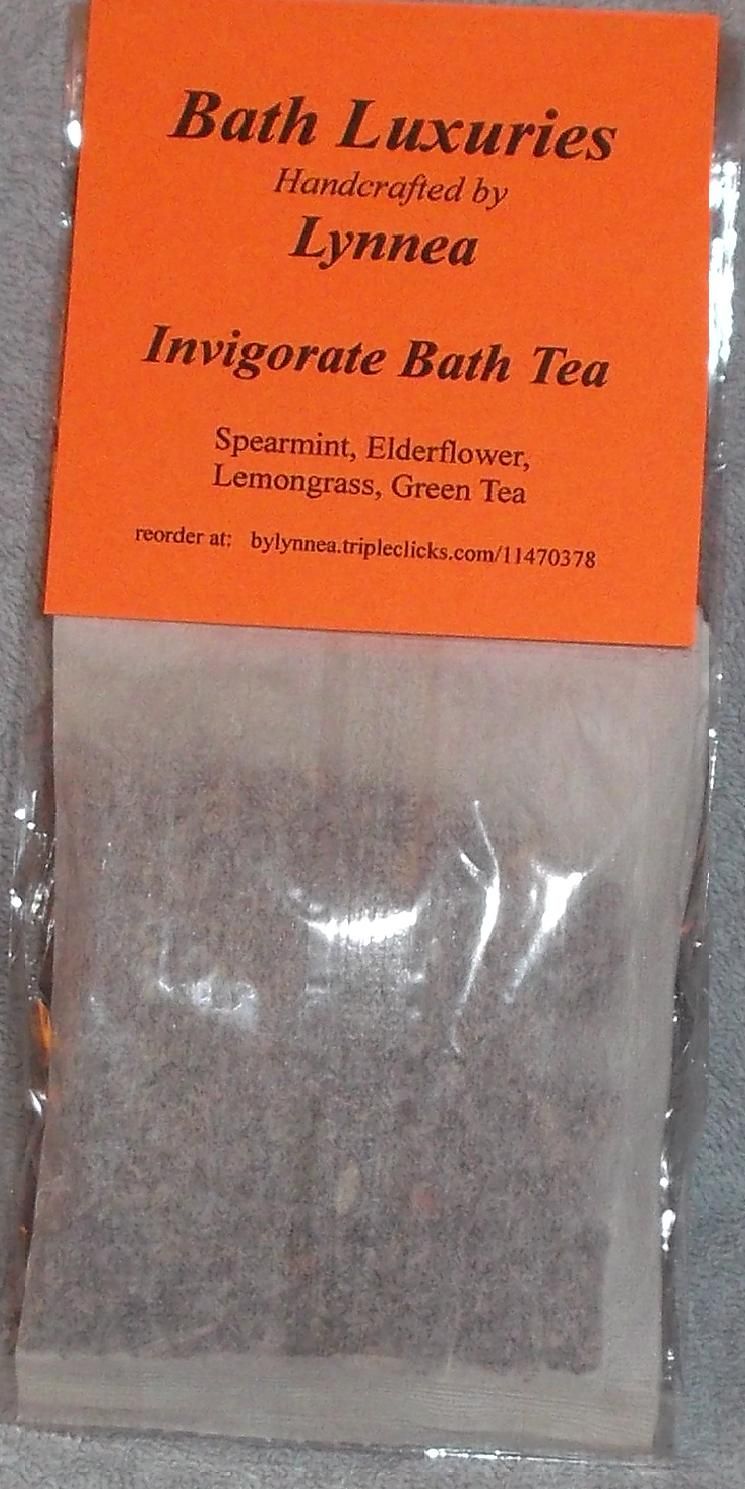 Bath Luxuries
Handcrafted by
Lynnea
Invigorate Bath Tea
Spearmint, Elderflower,
Lemongrass, Green Tea
reorder at: bylynnea.tripleclicks.com/11470378